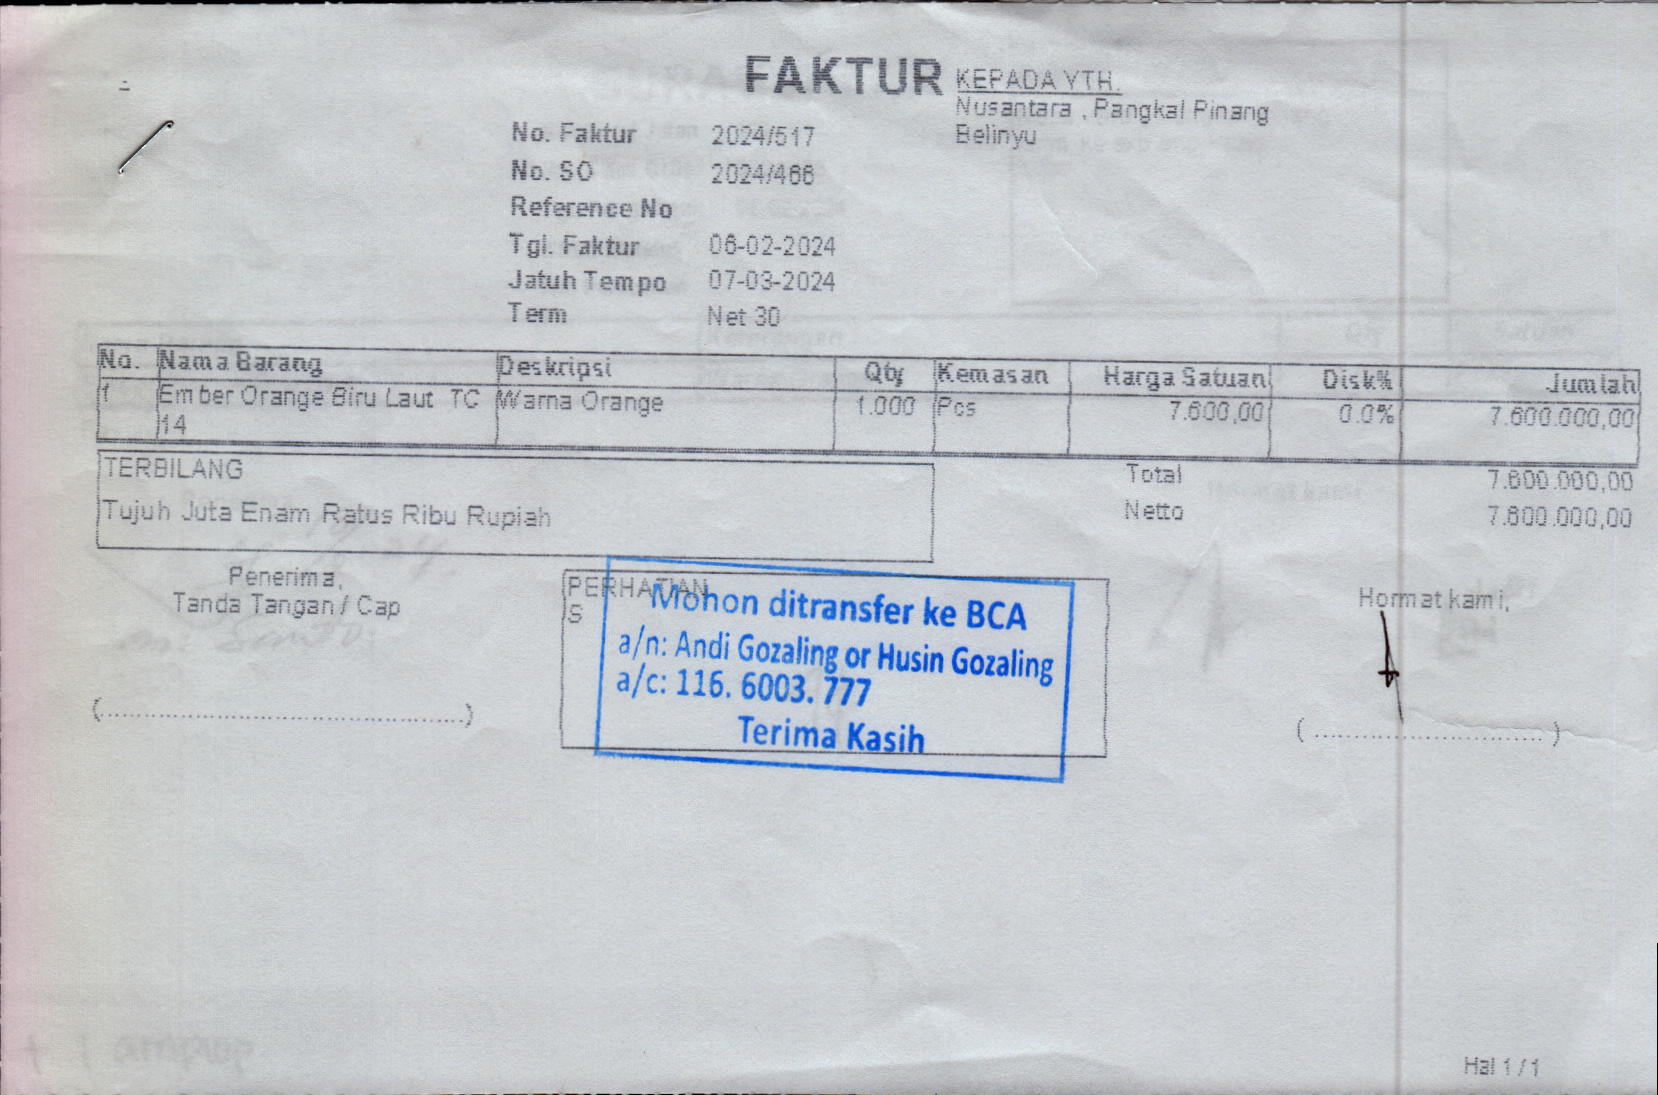 FAKTUR
KEPADA YTH.
Nusantara , Pangkal Pinang
Belinyu
No. Faktur 2024/517
No. SO 2024/466
Reference No
Tgl. Faktur 06-02-2024
Jatuh Tempo 07-03-2024
Term Net 30
No. Nama Barang Deskripsi Qty Kemasan Harga Satuan Disk% Jumlah
1 Ember Orange Biru Laut TC Warna Orange 1.000 Pcs 7.600,00 0.0% 7.600.000,00
14
TERBILANG
Tujuh Juta Enam Ratus Ribu Rupiah
Total 7.600.000,00
Netto 7.600.000,00
Penerima,
Tanda Tangan / Cap
(........................................)
PERHATIAN
S
Mohon ditransfer ke BCA
a/n: Andi Gozaling or Husin Gozaling
a/c: 116. 6003. 777
Terima Kasih
Hormat kami,
(............................)
Hal 1 / 1